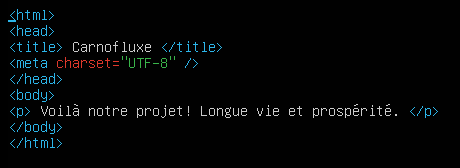 <html>
<head>
<title> Carnofluxe </title>
<meta charset="UTF-8" />
</head>
<body>
<p> Voilà notre projet! Longue vie et prospérité. </p>
</body>
</html>